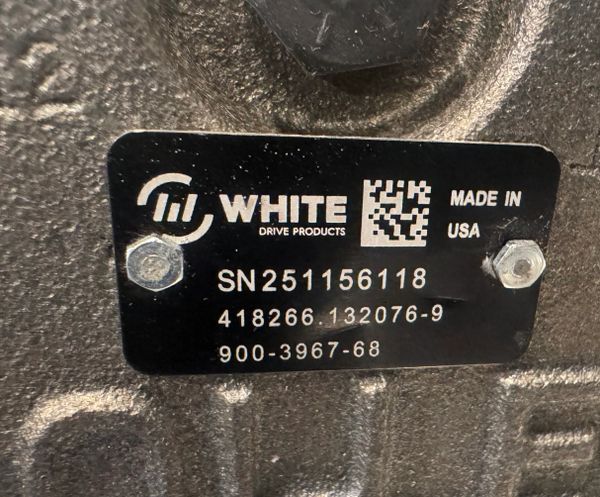 WHITE
DRIVE PRODUCTS
MADE IN
USA
SN251156118
418266.132076-9
900-3967-68